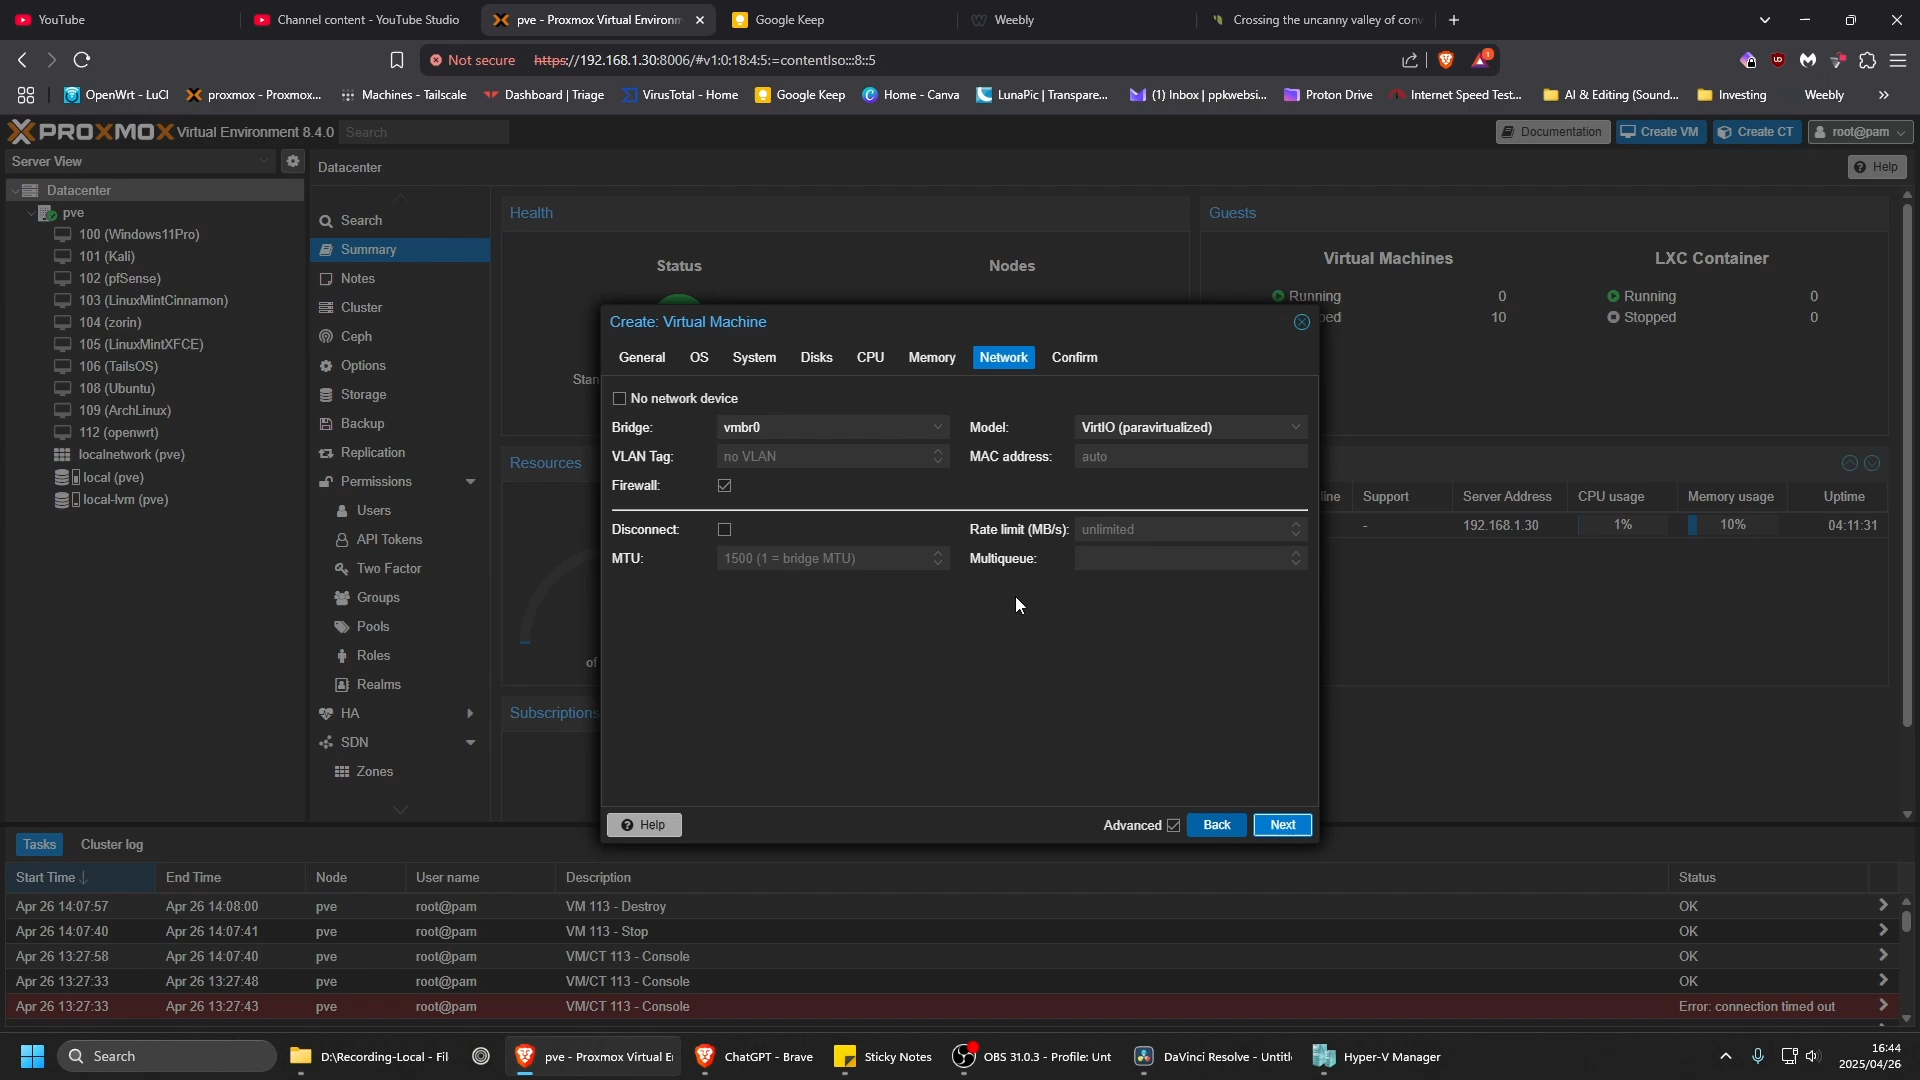 YouTube
Channel content - YouTube Studio
pve - Proxmox Virtual Environm
Google Keep
Weebly
Crossing the uncanny valley of conv
Not secure
https://192.168.1.30:8006/#v1:0:18:4:5:=contentIso:::8::5
1
OpenWrt - LuCI
proxmox - Proxmox...
Machines - Tailscale
Dashboard | Triage
VirusTotal - Home
Google Keep
Home - Canva
LunaPic | Transpare...
(1) Inbox | ppkwebsi...
Proton Drive
Internet Speed Test...
AI & Editing (Sound...
Investing
Weebly
PROXMOX Virtual Environment 8.4.0
Search
Documentation
Create VM
Create CT
root@pam
Server View
Datacenter
Help
Datacenter
pve
100 (Windows11Pro)
101 (Kali)
102 (pfSense)
103 (LinuxMintCinnamon)
104 (zorin)
105 (LinuxMintXFCE)
106 (TailsOS)
108 (Ubuntu)
109 (ArchLinux)
112 (openwrt)
localnetwork (pve)
local (pve)
local-lvm (pve)
Search
Summary
Notes
Cluster
Ceph
Options
Storage
Backup
Replication
Permissions
Users
API Tokens
Two Factor
Groups
Pools
Roles
Realms
HA
SDN
Zones
Health
Status
Nodes
Stan
Resources
of
Subscriptions
Guests
Virtual Machines
LXC Container
Running 0
ped 10
Running 0
Stopped 0
line
Support
Server Address
CPU usage
Memory usage
Uptime
-
192.168.1.30
1%
10%
04:11:31
Create: Virtual Machine
General
OS
System
Disks
CPU
Memory
Network
Confirm
No network device
Bridge: vmbr0
Model: VirtIO (paravirtualized)
VLAN Tag: no VLAN
MAC address: auto
Firewall:
Disconnect:
Rate limit (MB/s): unlimited
MTU: 1500 (1 = bridge MTU)
Multiqueue:
Help
Advanced
Back
Next
Tasks
Cluster log
Start Time
End Time
Node
User name
Description
Status
Apr 26 14:07:57 Apr 26 14:08:00 pve root@pam VM 113 - Destroy OK
Apr 26 14:07:40 Apr 26 14:07:41 pve root@pam VM 113 - Stop OK
Apr 26 13:27:58 Apr 26 14:07:40 pve root@pam VM/CT 113 - Console OK
Apr 26 13:27:33 Apr 26 13:27:48 pve root@pam VM/CT 113 - Console OK
Apr 26 13:27:33 Apr 26 13:27:43 pve root@pam VM/CT 113 - Console Error: connection timed out
Search
D:\Recording-Local - Fil
pve - Proxmox Virtual E
ChatGPT - Brave
Sticky Notes
OBS 31.0.3 - Profile: Unt
DaVinci Resolve - Untitl
Hyper-V Manager
16:44
2025/04/26